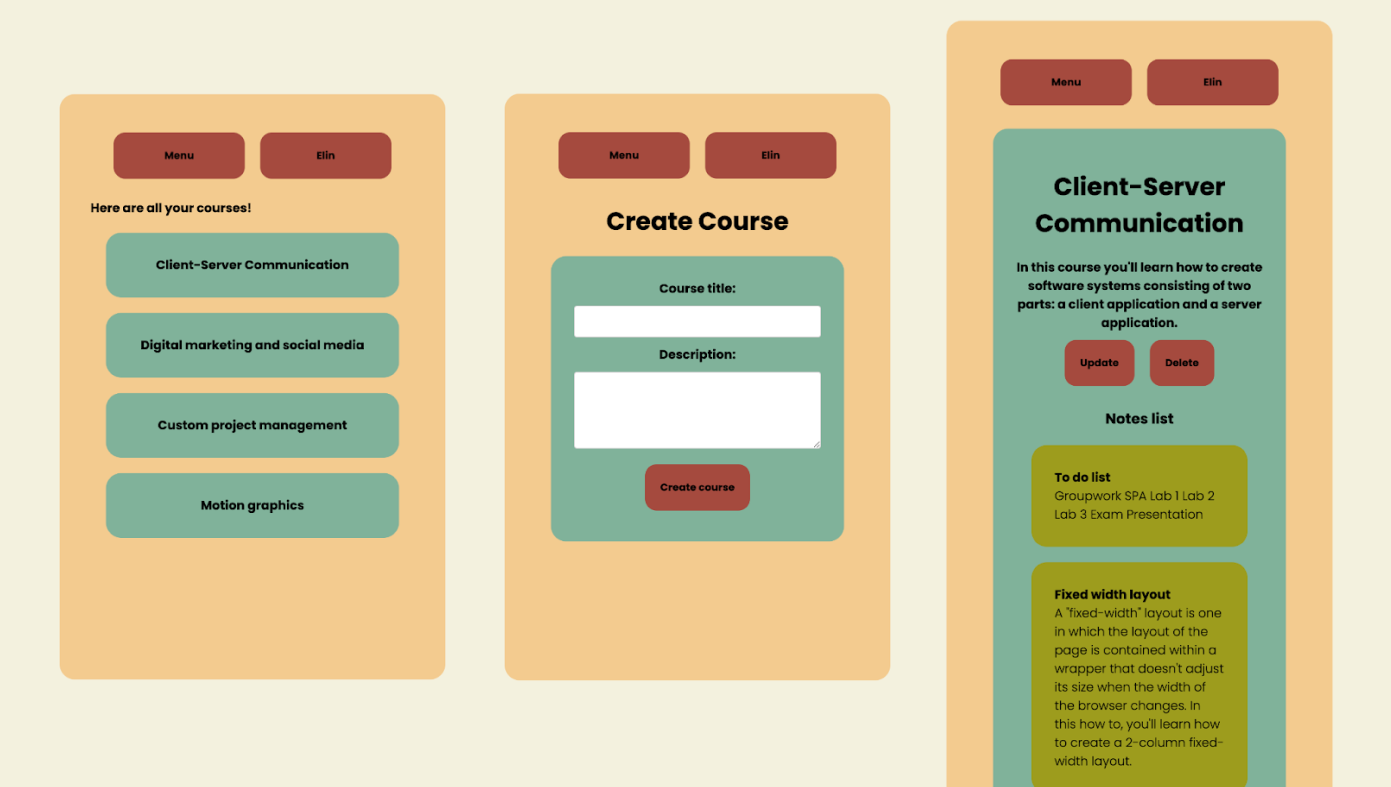 Menu
Elin
Here are all your courses!
Client-Server Communication
Digital marketing and social media
Custom project management
Motion graphics
Menu
Elin
Create Course
Course title:
Description:
Create course
Menu
Elin
Client-Server
Communication
In this course you'll learn how to create
software systems consisting of two
parts: a client application and a server
application.
Update
Delete
Notes list
To do list
Groupwork SPA Lab 1 Lab 2
Lab 3 Exam Presentation
Fixed width layout
A "fixed-width" layout is one
in which the layout of the
page is contained within a
wrapper that doesn't adjust
its size when the width of
the browser changes. In
this how to, you'll learn how
to create a 2-column fixed-
width layout.